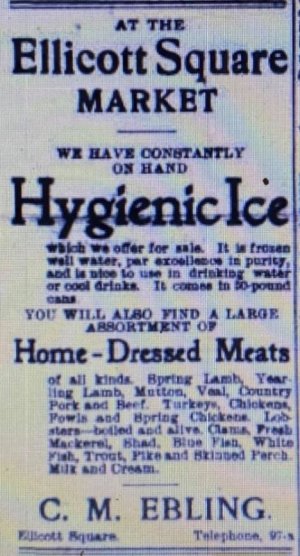 AT THE
Ellicott Square
MARKET
WE HAVE CONSTANTLY
ON HAND
Hygienic Ice
which we offer for sale. It is frozen
well water, par excellence in purity,
and is nice to use in drinking water
or cool drinks. It comes in 50-pound
cans.
YOU WILL ALSO FIND A LARGE
ASSORTMENT OF
Home-Dressed Meats
of all kinds. Spring Lamb, Year-
ling Lamb, Mutton, Veal, Country
Pork and Beef. Turkeys, Chickens,
Fowls and Spring Chickens. Lob-
sters—boiled and alive. Clams, Fresh
Mackerel, Shad, Blue Fish, White
Fish, Trout, Pike and Skinned Perch.
Milk and Cream.
C. M. EBLING.
Ellicott Square. Telephone, 97-